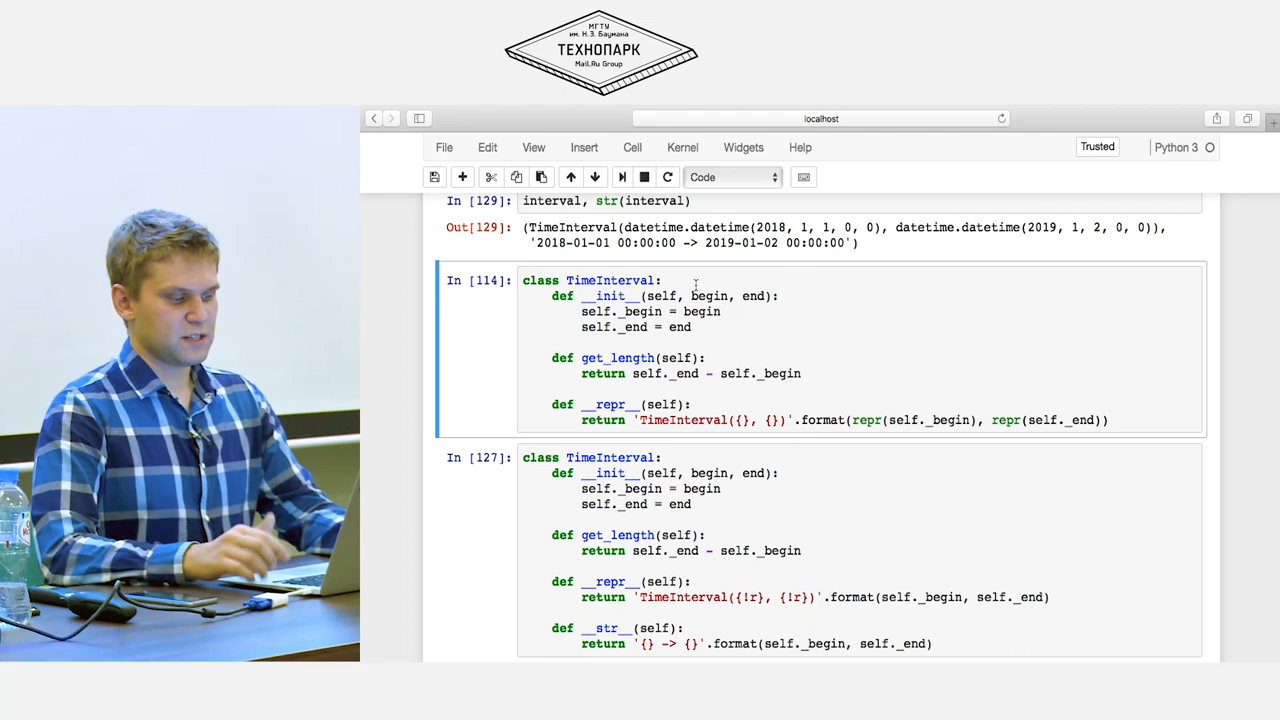 МГТУ
им. Н.Э. Баумана
ТЕХНОПАРК
Mail.Ru Group
localhost
File Edit View Insert Cell Kernel Widgets Help
Trusted
Python 3
Code
In [129]: interval, str(interval)
Out[129]: (TimeInterval(datetime.datetime(2018, 1, 1, 0, 0), datetime.datetime(2019, 1, 2, 0, 0)),
'2018-01-01 00:00:00 -> 2019-01-02 00:00:00')
In [114]: class TimeInterval:
def __init__(self, begin, end):
self._begin = begin
self._end = end
def get_length(self):
return self._end - self._begin
def __repr__(self):
return 'TimeInterval({}, {})'.format(repr(self._begin), repr(self._end))
In [127]: class TimeInterval:
def __init__(self, begin, end):
self._begin = begin
self._end = end
def get_length(self):
return self._end - self._begin
def __repr__(self):
return 'TimeInterval({!r}, {!r})'.format(self._begin, self._end)
def __str__(self):
return '{} -> {}'.format(self._begin, self._end)